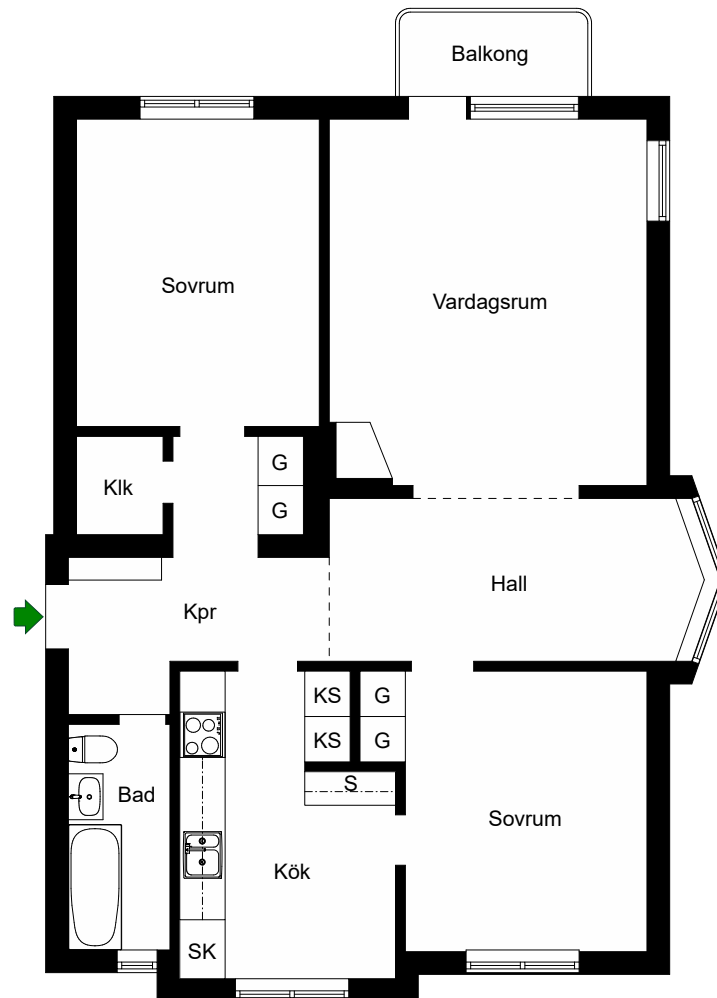 Balkong
Sovrum
Vardagsrum
G
Klk
G
Hall
Kpr
KS
G
KS
G
S
Bad
Sovrum
Kök
SK